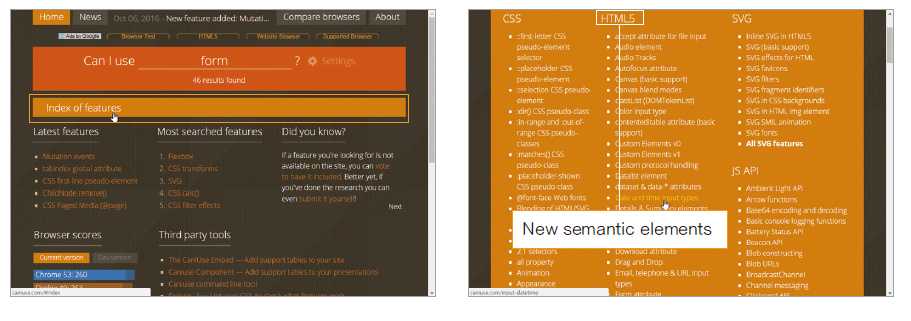 Home News Oct 06, 2016 - New feature added: Mutati... Compare browsers About
Ads by Google Browser Test HTML5 Website Browser Supported Browser
Can I use form ? Settings
46 results found
Index of features
Latest features
Mutation events
tabindex global attribute
CSS first-line pseudo-element
ChildNode.remove()
CSS Paged Media (@page)
Most searched features
1. Flexbox
2. CSS transforms
3. SVG
4. CSS calc()
5. CSS filter effects
Did you know?
If a feature you're looking for is not
available on the site, you can vote
to have it included. Better yet, if
you've done the research you can
even submit it yourself!
Next
Browser scores
Current version Dev version
Chrome 53: 260
Third party tools
The CanIUse Embed — Add support tables to your site
Caniuse Component — Add support tables to your presentations
Caniuse command line tool
caniuse.com/#index
CSS
::first-letter CSS
pseudo-element
selector
::placeholder CSS
pseudo-element
::selection CSS pseudo-
element
:dir() CSS pseudo-class
:in-range and :out-of-
range CSS pseudo-
classes
:matches() CSS
pseudo-class
:placeholder-shown
CSS pseudo-class
@font-face Web fonts
Blending of HTML/SVG
2.1 selectors
all property
Animation
Appearance
HTML5
accept attribute for file input
Audio element
Audio Tracks
Autofocus attribute
Canvas (basic support)
Canvas blend modes
classList (DOMTokenList)
Color input type
contenteditable attribute (basic
support)
Custom Elements v0
Custom Elements v1
Custom protocol handling
Datalist element
dataset & data-* attributes
Date and time input types
Details & Summary elements
New semantic elements
Download attribute
Drag and Drop
Email, telephone & URL input
types
Form attribute
SVG
Inline SVG in HTML5
SVG (basic support)
SVG effects for HTML
SVG favicons
SVG filters
SVG fragment identifiers
SVG in CSS backgrounds
SVG in HTML img element
SVG SMIL animation
SVG fonts
All SVG features
JS API
Ambient Light API
Arrow functions
Base64 encoding and decoding
Basic console logging functions
Battery Status API
Beacon API
Blob constructing
Blob URLs
BroadcastChannel
Channel messaging
Clipboard API
caniuse.com/input-datetime